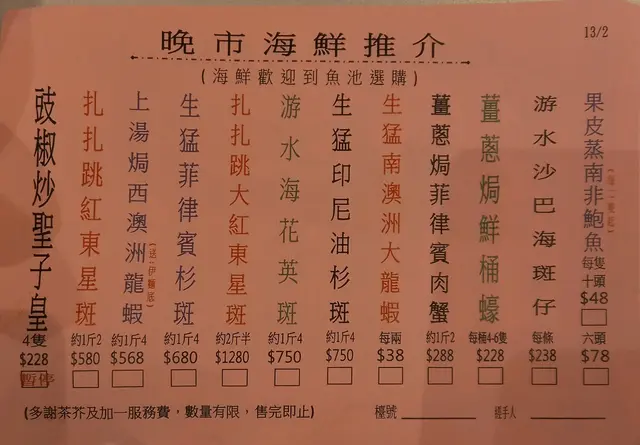 13/2
晚市海鮮推介
(海鮮歡迎到魚池選購)
果皮蒸南非鮑魚
每隻
十頭
$48
六頭
$78
游水沙巴海斑仔
每條
$238
薑蔥焗鮮桶蠔
每桶4-6隻
$228
薑蔥焗菲律賓肉蟹
約1斤2
$288
生猛南澳洲大龍蝦
每兩
$38
生猛印尼油杉斑
約1斤4
$750
游水海花英斑
約1斤4
$750
扎扎跳大紅東星斑
約2斤半
$1280
生猛菲律賓杉斑
約1斤4
$680
上湯焗西澳洲龍蝦
(送:伊麵底)
約1斤4
$568
扎扎跳紅東星斑
約1斤2
$580
豉椒炒聖子皇
4隻
$228
暫停
(多謝茶芥及加一服務費，數量有限，售完即止)
檯號
經手人